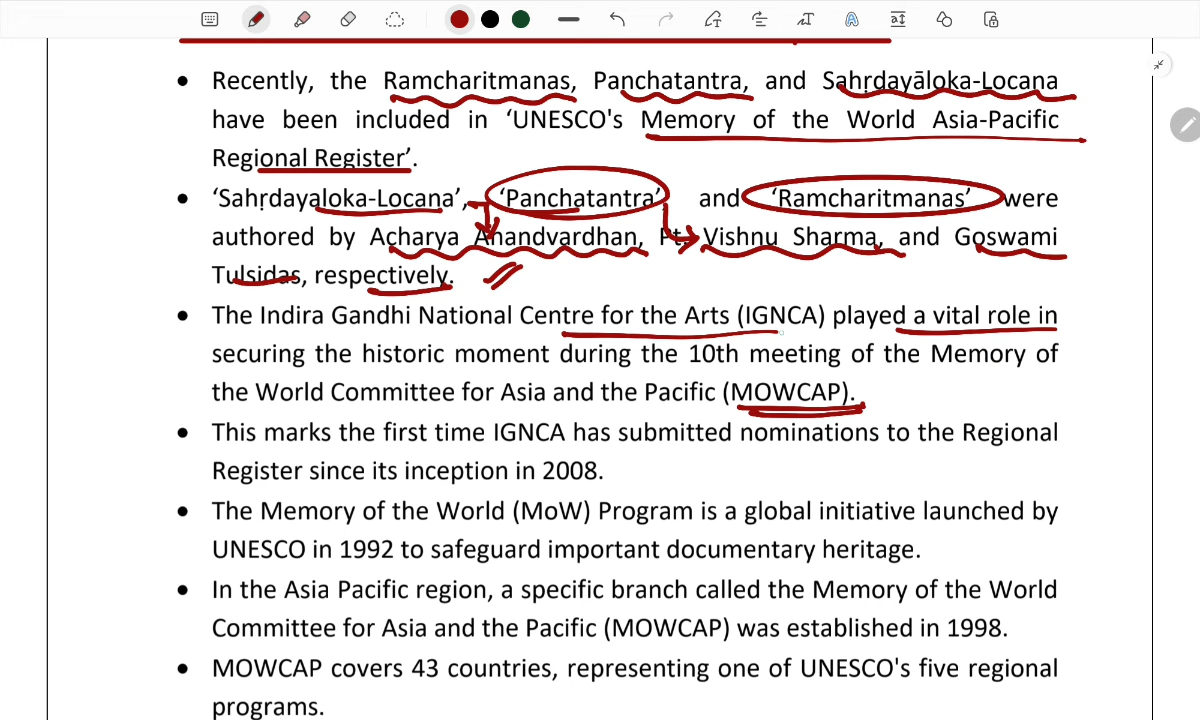 Recently, the Ramcharitmanas, Panchatantra, and Sahṛdayāloka-Locana
have been included in ‘UNESCO's Memory of the World Asia-Pacific
Regional Register’.
‘Sahṛdayaloka-Locana’, ‘Panchatantra’ and ‘Ramcharitmanas’ were
authored by Acharya Anandvardhan, Pt. Vishnu Sharma, and Goswami
Tulsidas, respectively.
The Indira Gandhi National Centre for the Arts (IGNCA) played a vital role in
securing the historic moment during the 10th meeting of the Memory of
the World Committee for Asia and the Pacific (MOWCAP).
This marks the first time IGNCA has submitted nominations to the Regional
Register since its inception in 2008.
The Memory of the World (MoW) Program is a global initiative launched by
UNESCO in 1992 to safeguard important documentary heritage.
In the Asia Pacific region, a specific branch called the Memory of the World
Committee for Asia and the Pacific (MOWCAP) was established in 1998.
MOWCAP covers 43 countries, representing one of UNESCO's five regional
programs.